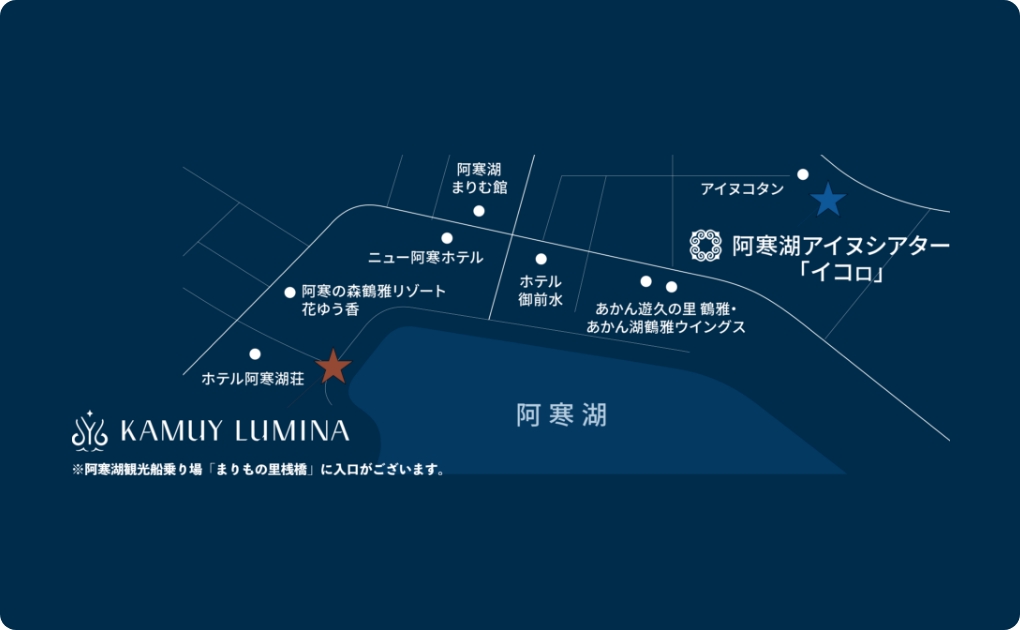 阿寒湖
まりむ館
アイヌコタン
阿寒湖アイヌシアター
「イコㇿ」
ニュー阿寒ホテル
ホテル
御前水
阿寒の森鶴雅リゾート
花ゆう香
あかん遊久の里 鶴雅・
あかん湖鶴雅ウイングス
ホテル阿寒湖荘
阿寒湖
KAMUY LUMINA
※阿寒湖観光船乗り場「まりもの里桟橋」に入口がございます。